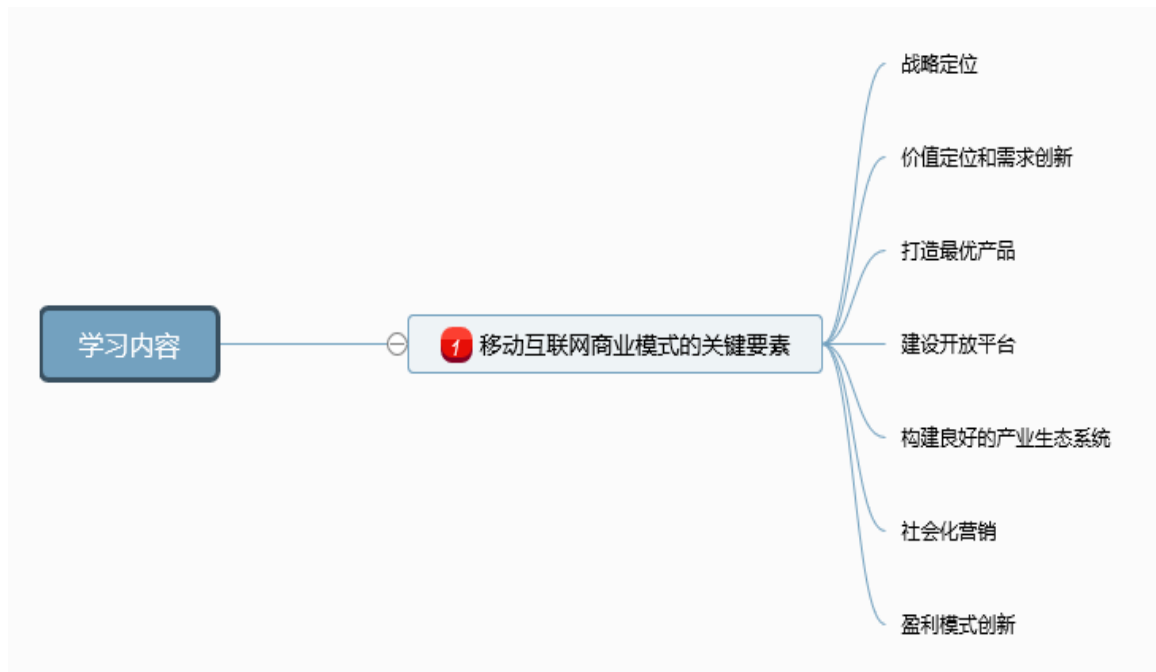 学习内容
1 移动互联网商业模式的关键要素
战略定位
价值定位和需求创新
打造最优产品
建设开放平台
构建良好的产业生态系统
社会化营销
盈利模式创新